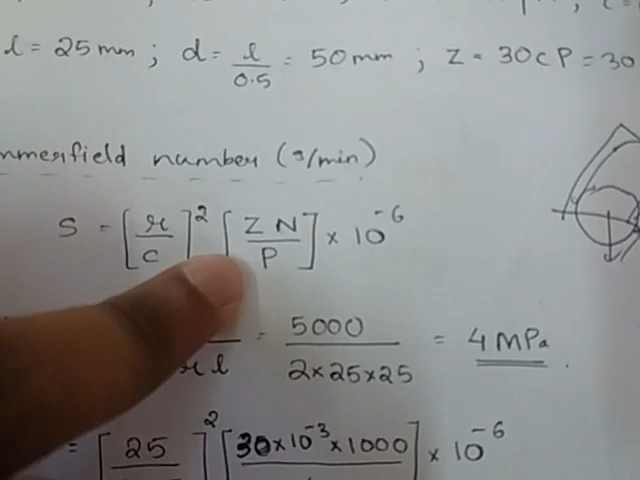 l = 25 mm ; d = l/0.5 = 50 mm ; Z = 30 CP = 30
mmerfield number (s/min)
S = [r/c]² [ZN/P] × 10⁻⁶
rl = 5000/(2×25×25) = 4 MPa.
= [25]² [30×10⁻³×1000] × 10⁻⁶